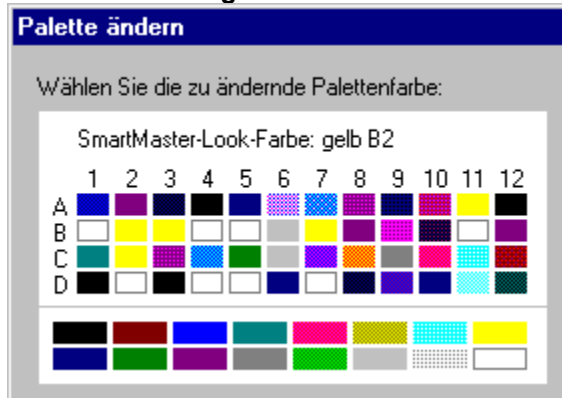 Palette ändern
Wählen Sie die zu ändernde Palettenfarbe:
SmartMaster-Look-Farbe: gelb B2
1 2 3 4 5 6 7 8 9 10 11 12
A
B
C
D